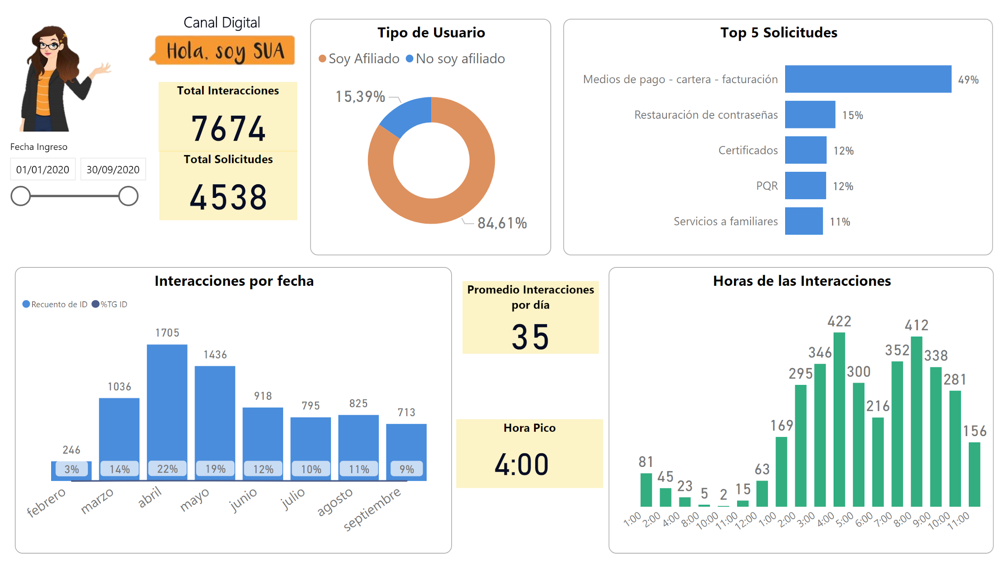 Canal Digital
Hola, soy SUA
Total Interacciones
7674
Total Solicitudes
4538
Fecha Ingreso
01/01/2020 30/09/2020
Tipo de Usuario
Soy Afiliado No soy afiliado
15,39%
84,61%
Top 5 Solicitudes
Medios de pago - cartera - facturación 49%
Restauración de contraseñas 15%
Certificados 12%
PQR 12%
Servicios a familiares 11%
Interacciones por fecha
Recuento de ID %TG ID
246 1036 1705 1436 918 795 825 713
3% 14% 22% 19% 12% 10% 11% 9%
febrero marzo abril mayo junio julio agosto septiembre
Promedio Interacciones
por día
35
Hora Pico
4:00
Horas de las Interacciones
81 45 23 5 2 15 63 169 295 346 422 300 216 352 412 338 281 156
1:00 2:00 4:00 8:00 10:00 11:00 12:00 1:00 2:00 3:00 4:00 5:00 6:00 7:00 8:00 9:00 10:00 11:00